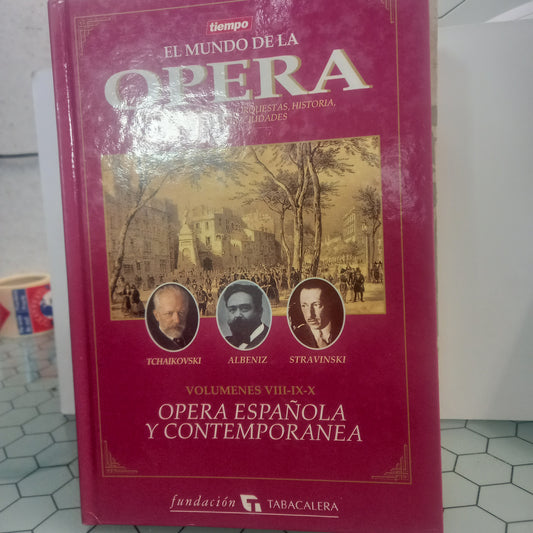 tiempo
EL MUNDO DE LA
OPERA
ORQUESTAS, HISTORIA,
CIUDADES
TCHAIKOVSKI ALBENIZ STRAVINSKI
VOLUMENES VIII-IX-X
OPERA ESPAÑOLA
Y CONTEMPORANEA
fundación TABACALERA